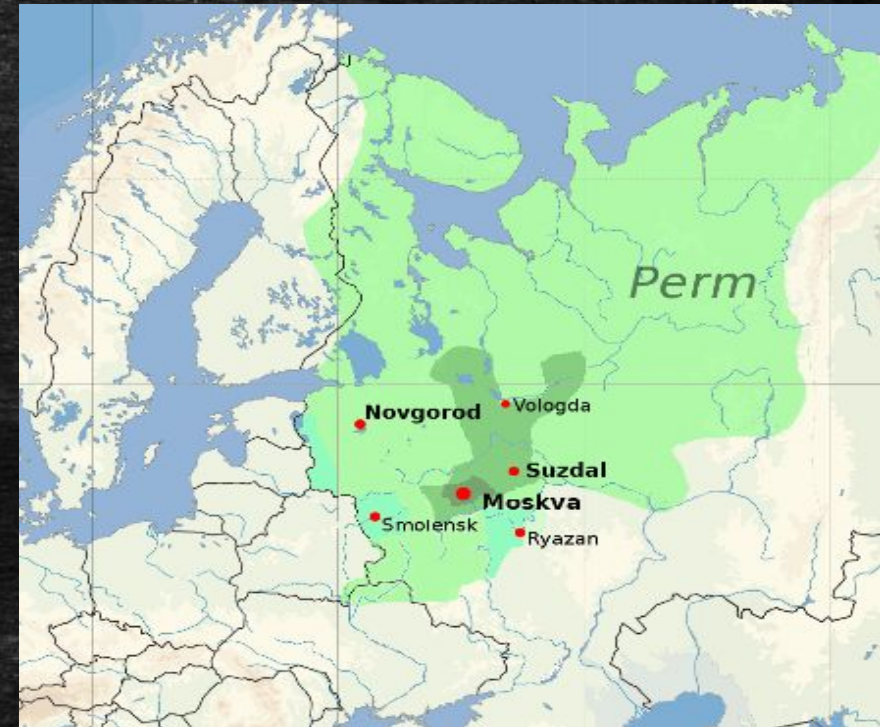 Perm
Vologda
Novgorod
Suzdal
Moskva
Smolensk
Ryazan